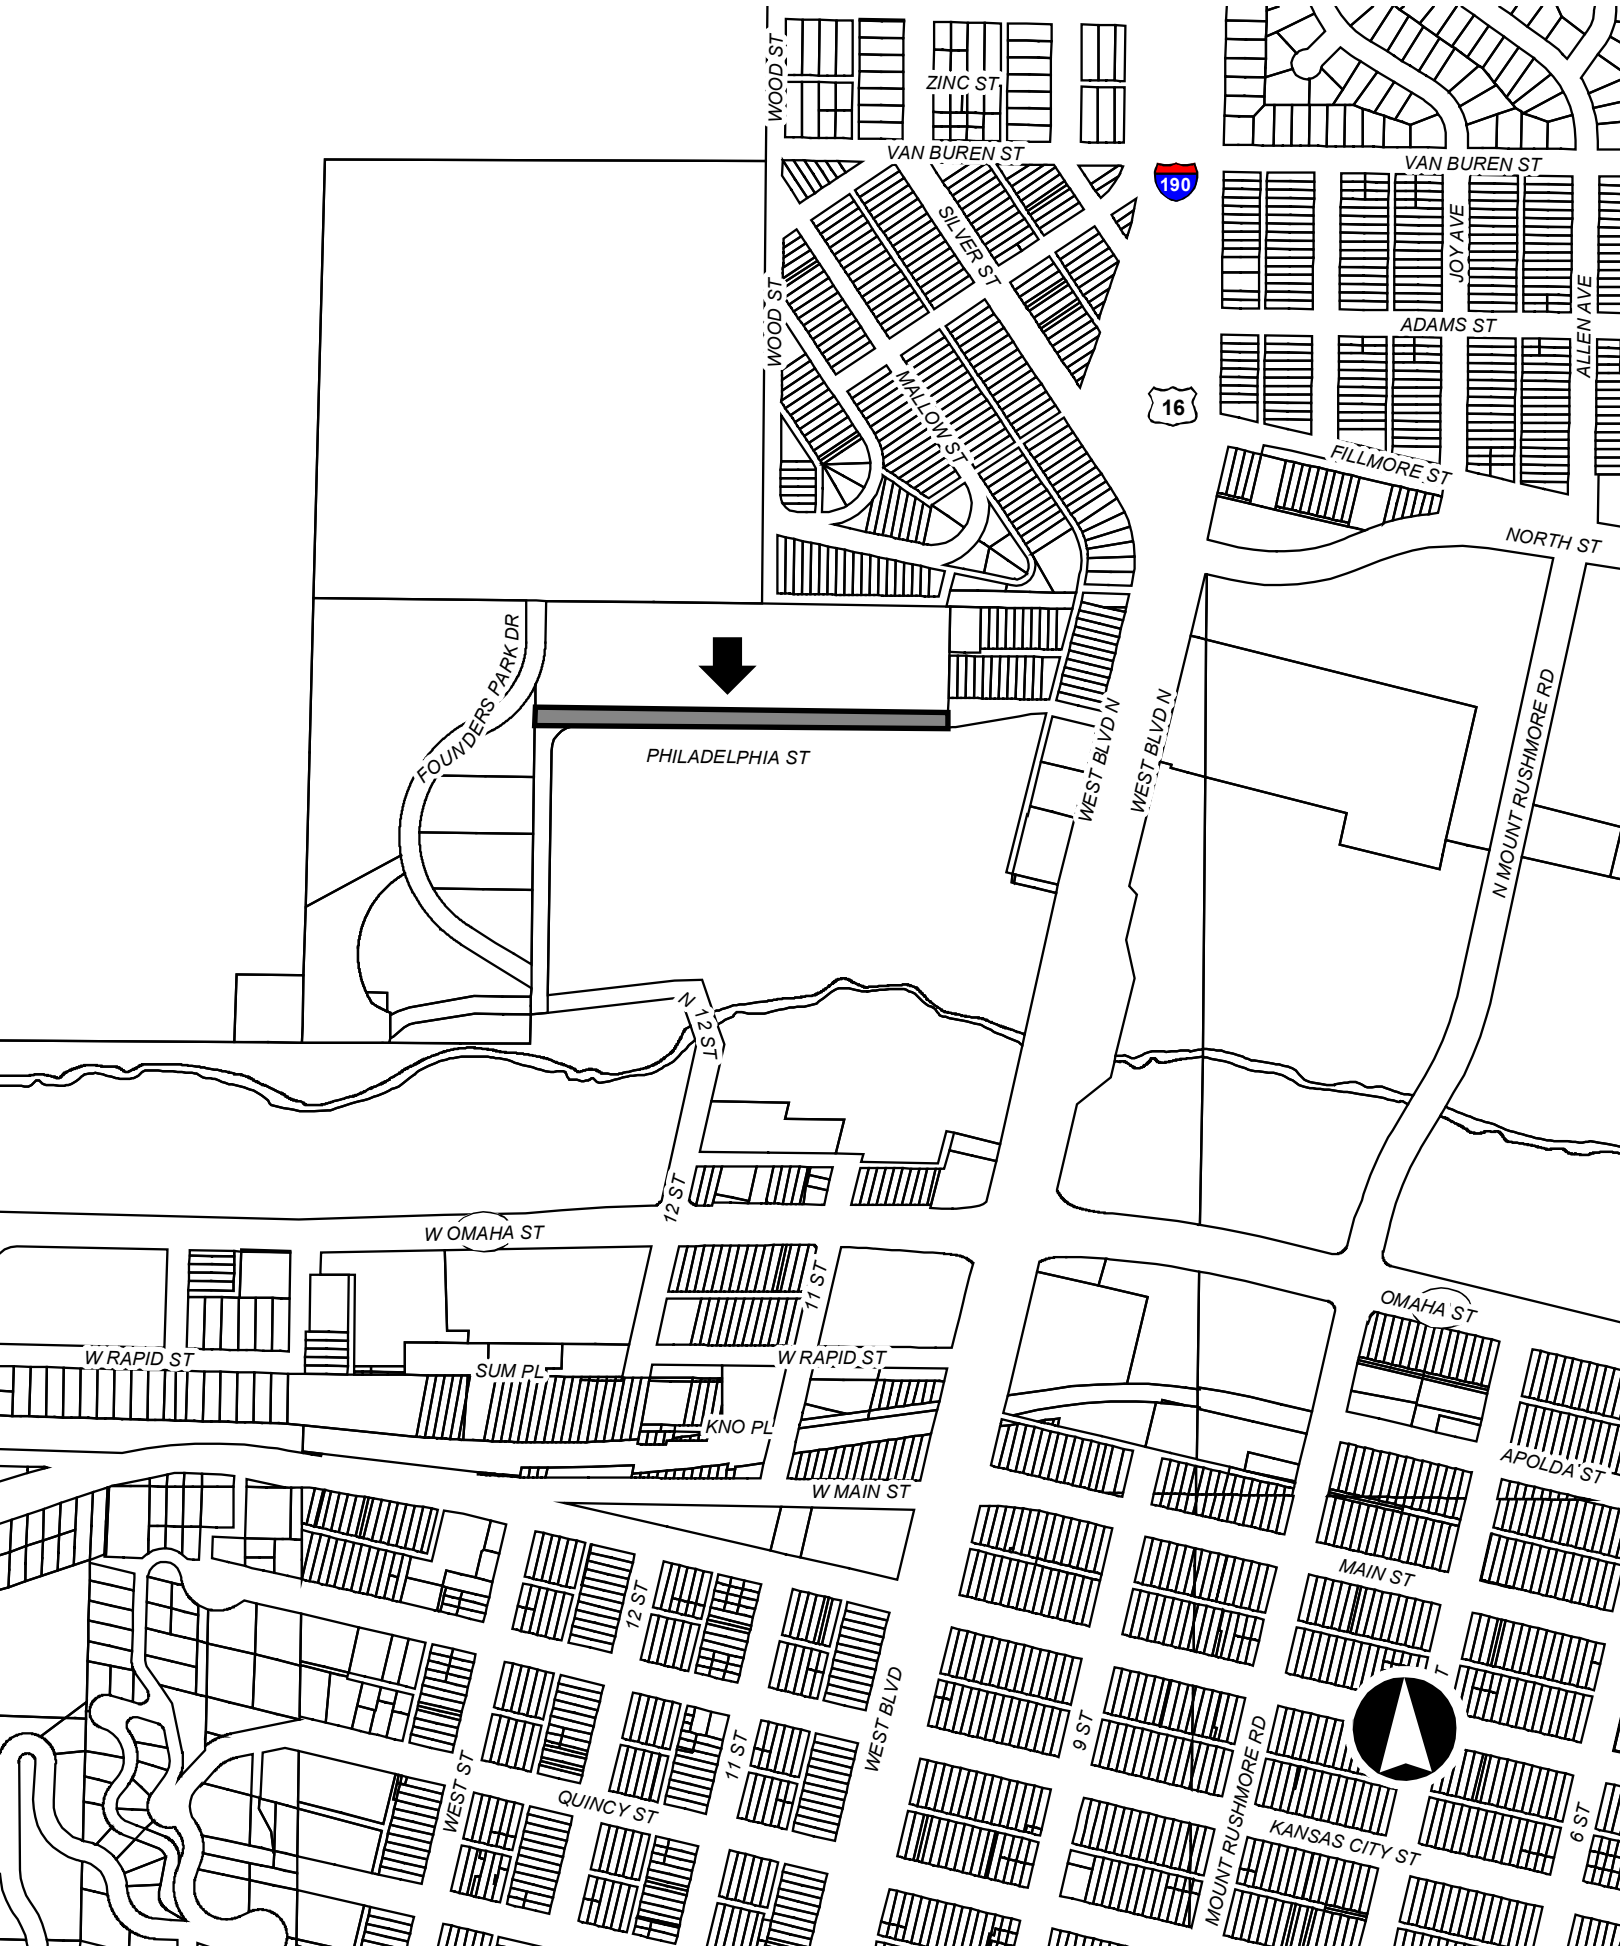 WOOD ST
ZINC ST
VAN BUREN ST
VAN BUREN ST
190
SILVER ST
JOY AVE
WOOD ST
ALLEN AVE
ADAMS ST
MALLOW ST
16
FILLMORE ST
NORTH ST
FOUNDERS PARK DR
PHILADELPHIA ST
WEST BLVD N
WEST BLVD N
N MOUNT RUSHMORE RD
N 12 ST
12 ST
W OMAHA ST
11 ST
OMAHA ST
W RAPID ST
SUM PL
W RAPID ST
KNO PL
W MAIN ST
APOLDA ST
MAIN ST
12 ST
WEST BLVD
9 ST
MOUNT RUSHMORE RD
T
11 ST
WEST ST
QUINCY ST
KANSAS CITY ST
6 ST